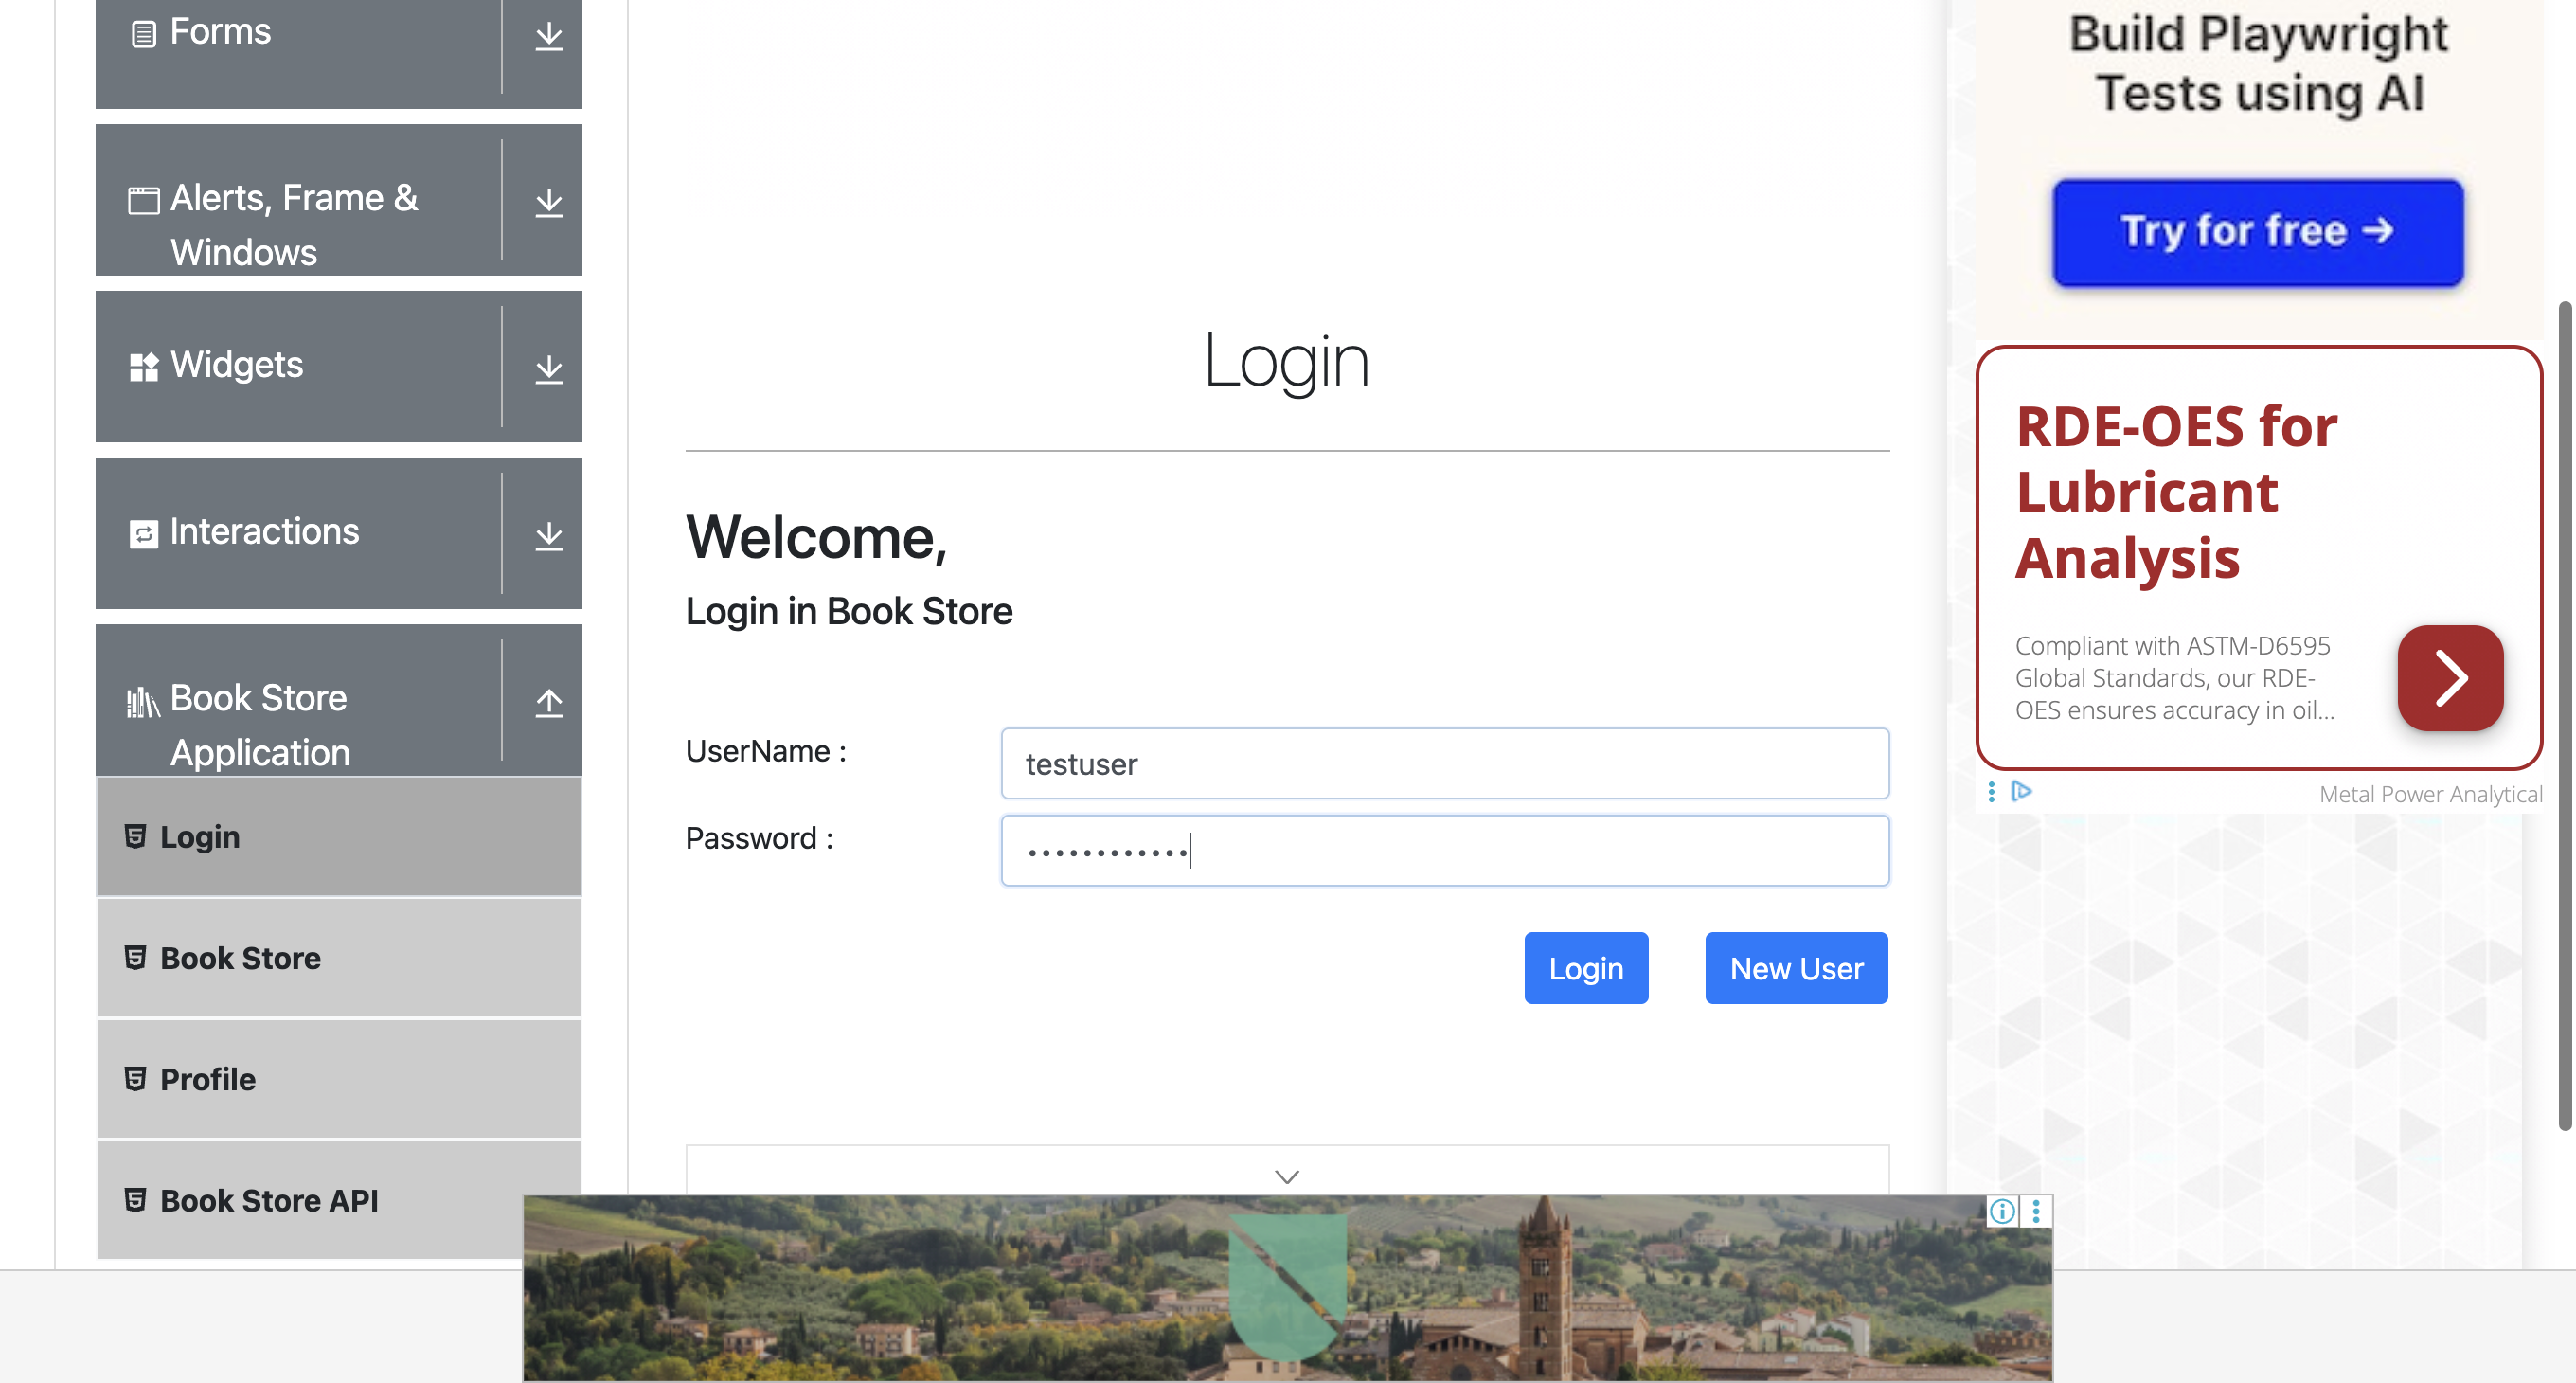 Forms
Alerts, Frame &
Windows
Widgets
Interactions
Book Store
Application
Login
Book Store
Profile
Book Store API
Login
Welcome,
Login in Book Store
UserName :
testuser
Password :
••••••••••••
Login
New User
Build Playwright
Tests using AI
Try for free →
RDE-OES for
Lubricant
Analysis
Compliant with ASTM-D6595
Global Standards, our RDE-
OES ensures accuracy in oil...
Metal Power Analytical